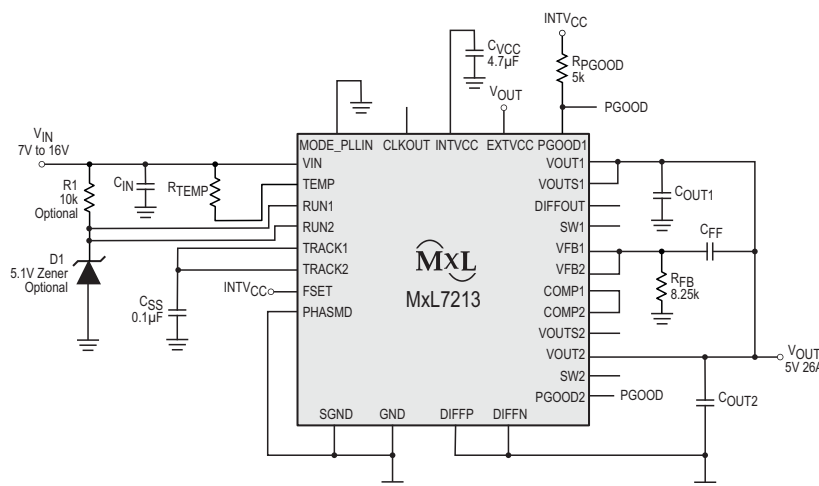 INTVCC
CVCC
4.7µF
RPGOOD
5k
VOUT
PGOOD
VIN
7V to 16V
MODE_PLLIN CLKOUT INTVCC EXTVCC PGOOD1
VIN
VOUT1
R1
10k
Optional
CIN
RTEMP
TEMP
VOUTS1
COUT1
RUN1
DIFFOUT
RUN2
SW1
CFF
TRACK1
VFB1
D1
5.1V Zener
Optional
MXL
TRACK2
VFB2
RFB
8.25k
INTVCC
FSET
MxL7213
COMP1
CSS
0.1µF
PHASMD
COMP2
VOUTS2
VOUT2
VOUT
5V 26A
SW2
PGOOD2
PGOOD
COUT2
SGND GND DIFFP DIFFN